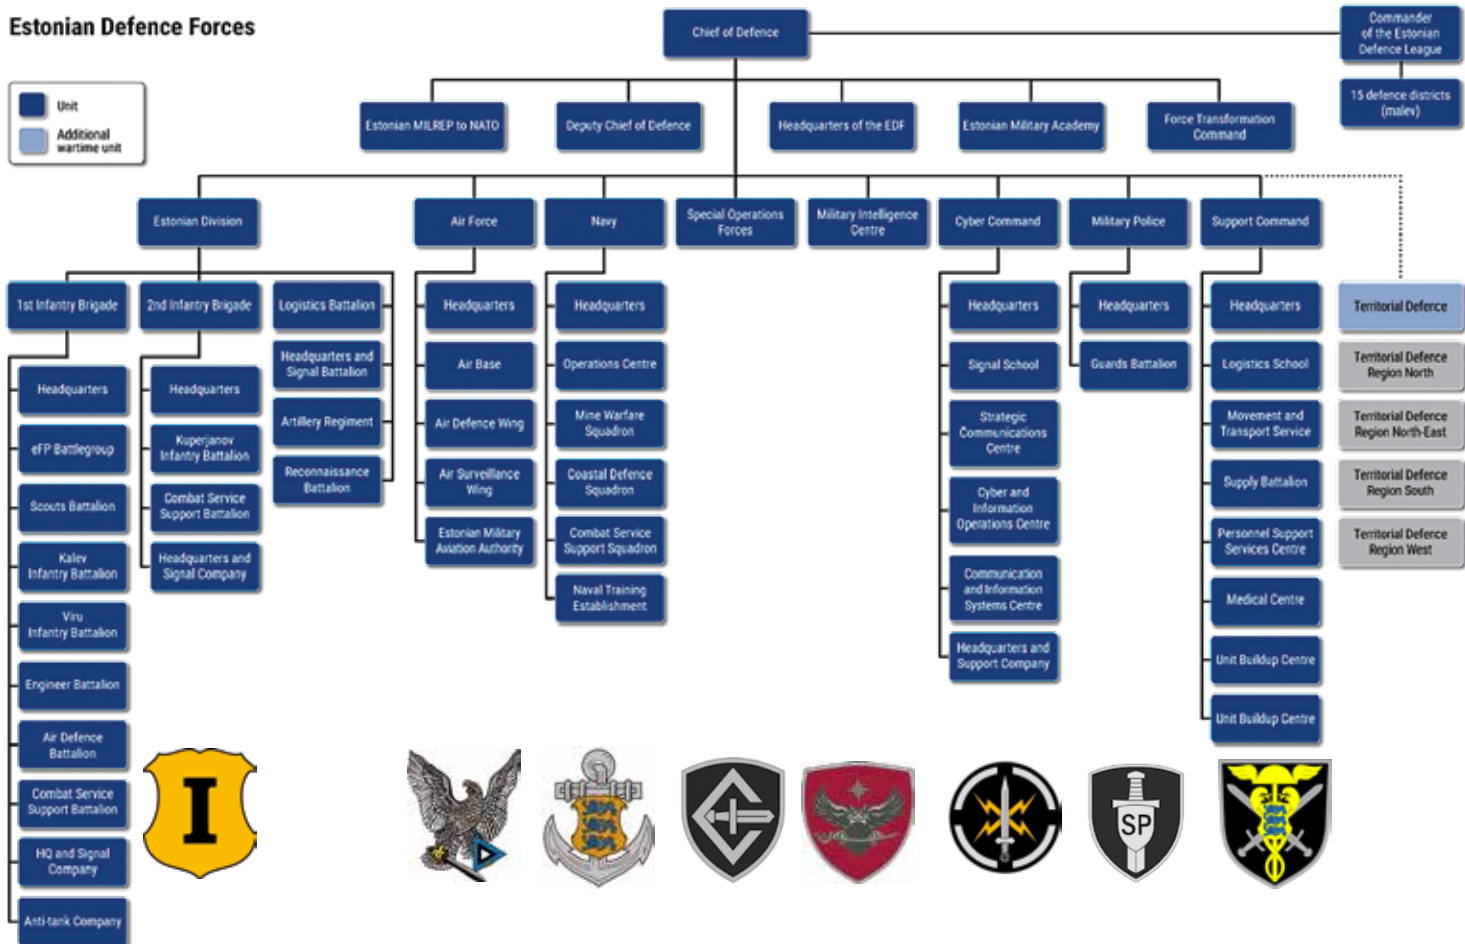 Estonian Defence Forces
Unit
Additional
wartime unit
Chief of Defence
Commander
of the Estonian
Defence League
15 defence districts
(malev)
Estonian MILREP to NATO
Deputy Chief of Defence
Headquarters of the EDF
Estonian Military Academy
Force Transformation
Command
Estonian Division
Air Force
Navy
Special Operations
Forces
Military Intelligence
Centre
Cyber Command
Military Police
Support Command
1st Infantry Brigade
Headquarters
eFP Battlegroup
Scouts Battalion
Kalev
Infantry Battalion
Viru
Infantry Battalion
Engineer Battalion
Air Defence
Battalion
Combat Service
Support Battalion
HQ and Signal
Company
Anti-tank Company
2nd Infantry Brigade
Headquarters
Kuperjanov
Infantry Battalion
Combat Service
Support Battalion
Headquarters and
Signal Company
Logistics Battalion
Headquarters and
Signal Battalion
Artillery Regiment
Reconnaissance
Battalion
Headquarters
Air Base
Air Defence Wing
Air Surveillance
Wing
Estonian Military
Aviation Authority
Headquarters
Operations Centre
Mine Warfare
Squadron
Coastal Defence
Squadron
Combat Service
Support Squadron
Naval Training
Establishment
Headquarters
Signal School
Strategic
Communications
Centre
Cyber and
Information
Operations Centre
Communication
and Information
Systems Centre
Headquarters and
Support Company
Headquarters
Guards Battalion
Headquarters
Logistics School
Movement and
Transport Service
Supply Battalion
Personnel Support
Services Centre
Medical Centre
Unit Buildup Centre
Unit Buildup Centre
Territorial Defence
Territorial Defence
Region North
Territorial Defence
Region North-East
Territorial Defence
Region South
Territorial Defence
Region West
I
SP